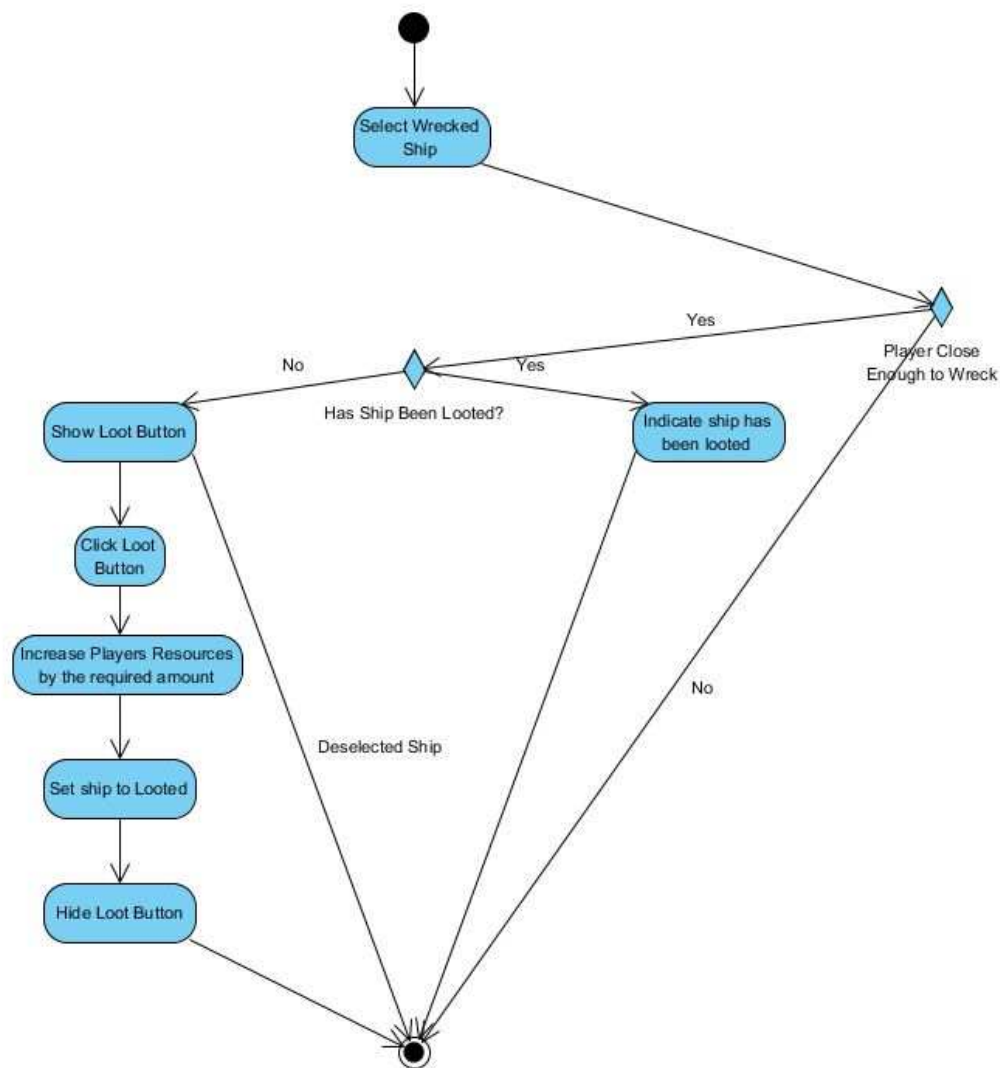 Select Wrecked
Ship
Yes
Player Close
Enough to Wreck
No
Yes
Has Ship Been Looted?
Show Loot Button
Indicate ship has
been looted
Click Loot
Button
Increase Players Resources
by the required amount
No
Deselected Ship
Set ship to Looted
Hide Loot Button